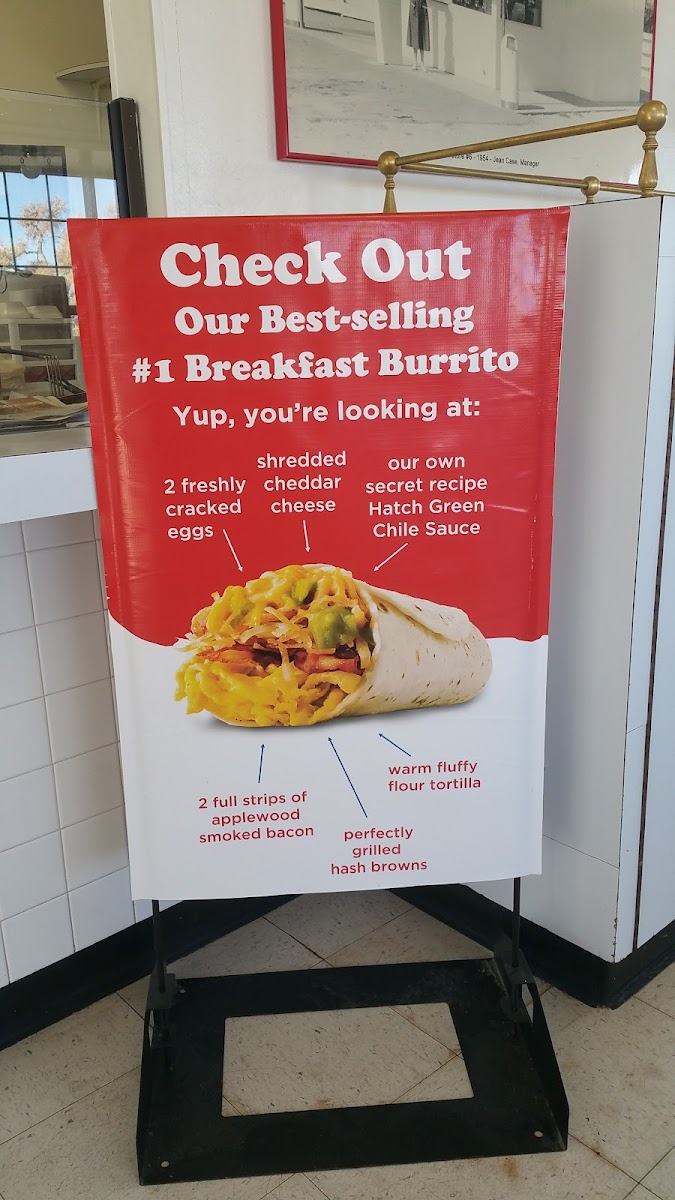 #6 - 1954 - Jean Case, Manager
Check Out
Our Best-selling
#1 Breakfast Burrito
Yup, you're looking at:
2 freshly
cracked
eggs
shredded
cheddar
cheese
our own
secret recipe
Hatch Green
Chile Sauce
2 full strips of
applewood
smoked bacon
perfectly
grilled
hash browns
warm fluffy
flour tortilla